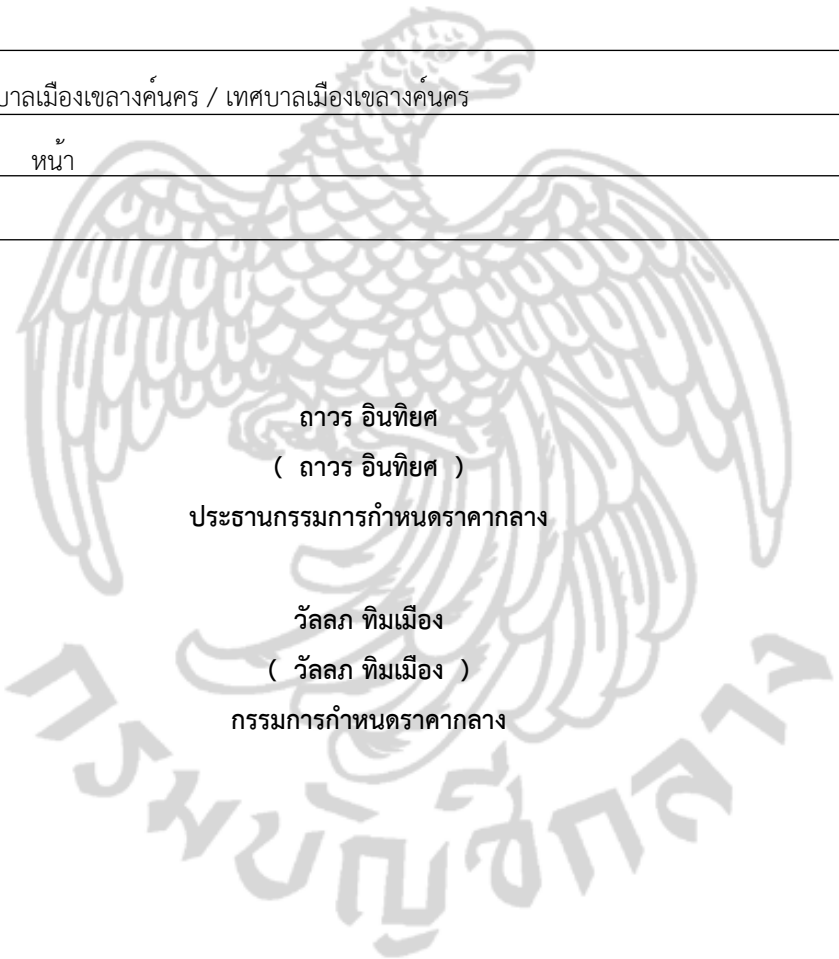 บาลเมืองเขลางค์นคร / เทศบาลเมืองเขลางค์นคร
หน้า
ถาวร อินทิยศ
( ถาวร อินทิยศ )
ประธานกรรมการกำหนดราคากลาง
วัลลภ ทิมเมือง
( วัลลภ ทิมเมือง )
กรรมการกำหนดราคากลาง
กรมบัญชีกลาง